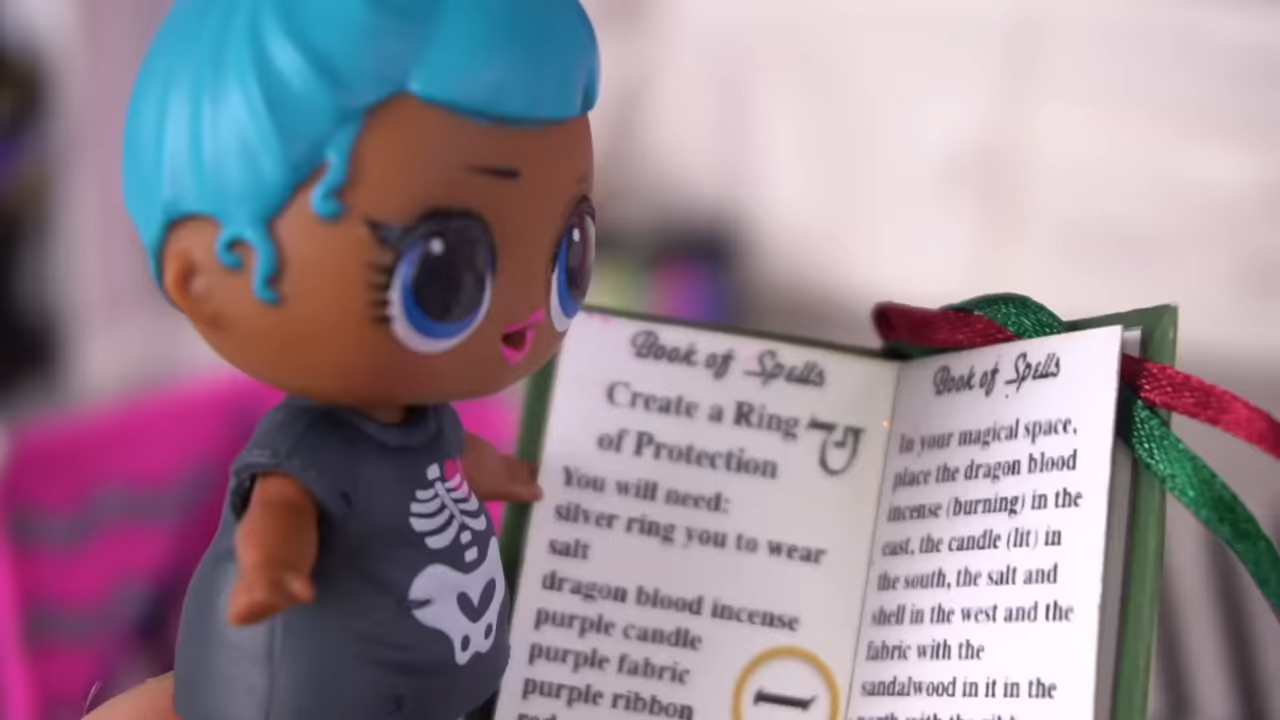 Book of Spells
Create a Ring
of Protection
You will need:
silver ring you to wear
salt
dragon blood incense
purple candle
purple fabric
purple ribbon
Book of Spells
In your magical space,
place the dragon blood
incense (burning) in the
east, the candle (lit) in
the south, the salt and
shell in the west and the
fabric with the
sandalwood in it in the